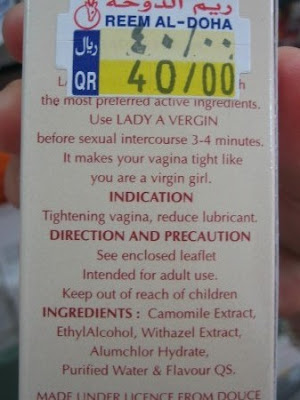 ريم الدوحة
REEM AL-DOHA
ريال ٤٠/٠٠
QR 40/00
the most preferred active ingredients.
Use LADY A VERGIN
before sexual intercourse 3-4 minutes.
It makes your vagina tight like
you are a virgin girl.
INDICATION
Tightening vagina, reduce lubricant.
DIRECTION AND PRECAUTION
See enclosed leaflet
Intended for adult use.
Keep out of reach of children
INGREDIENTS : Camomile Extract,
EthylAlcohol, Withazel Extract,
Alumchlor Hydrate,
Purified Water & Flavour QS.
MADE UNDER LICENCE FROM DOUCE